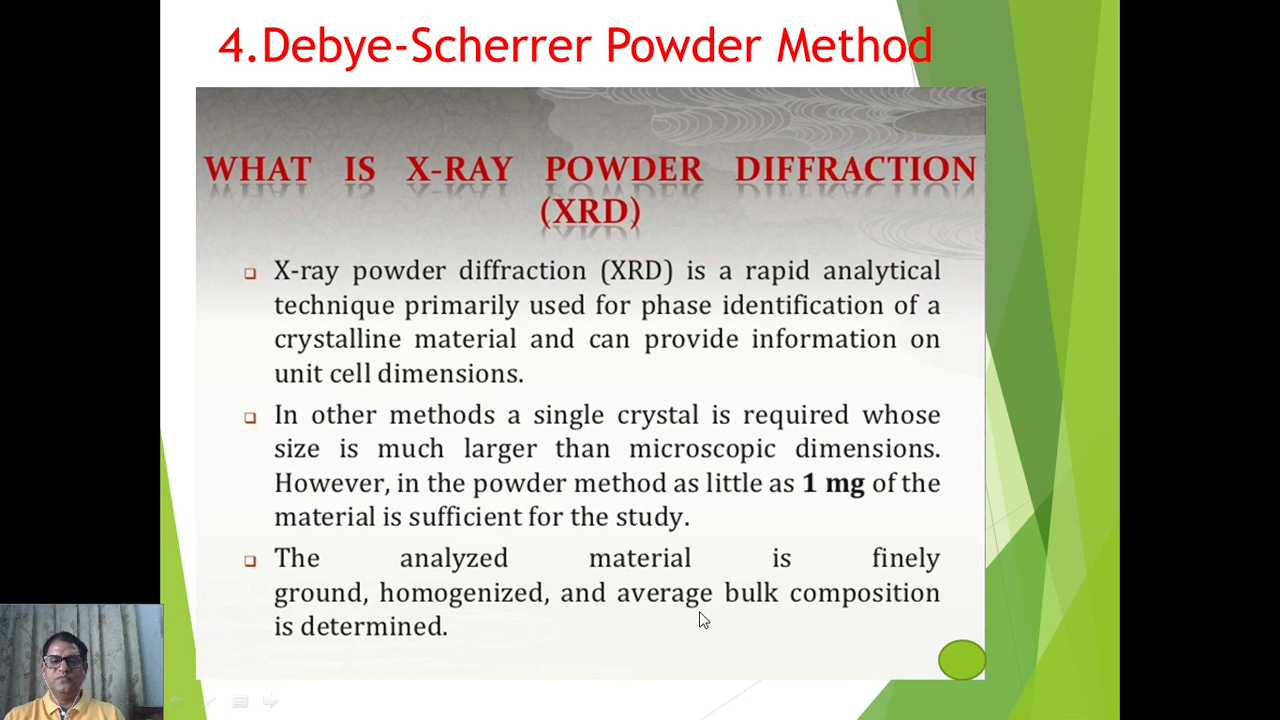 4.Debye-Scherrer Powder Method
WHAT IS X-RAY POWDER DIFFRACTION
(XRD)
X-ray powder diffraction (XRD) is a rapid analytical
technique primarily used for phase identification of a
crystalline material and can provide information on
unit cell dimensions.
In other methods a single crystal is required whose
size is much larger than microscopic dimensions.
However, in the powder method as little as 1 mg of the
material is sufficient for the study.
The analyzed material is finely
ground, homogenized, and average bulk composition
is determined.